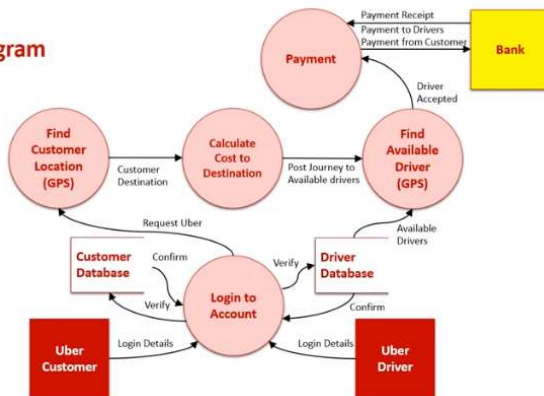 gram
Payment Receipt
Payment to Drivers
Payment from Customer
Payment
Bank
Driver
Accepted
Find
Customer
Location
(GPS)
Customer
Destination
Calculate
Cost to
Destination
Post Journey to
Available drivers
Find
Available
Driver
(GPS)
Request Uber
Available
Drivers
Customer
Database
Confirm
Verify
Login to
Account
Verify
Driver
Database
Confirm
Uber
Customer
Login Details
Login Details
Uber
Driver